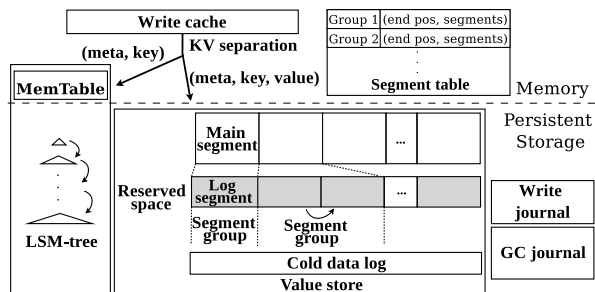 Write cache
Group 1 (end pos, segments)
Group 2 (end pos, segments)
.
.
.
Segment table
(meta, key)
KV separation
(meta, key, value)
MemTable
Memory
Persistent
Storage
Main
segment
...
Reserved
space
Log
segment
...
Segment
group
Segment
group
.
.
.
LSM-tree
Cold data log
Value store
Write
journal
GC journal